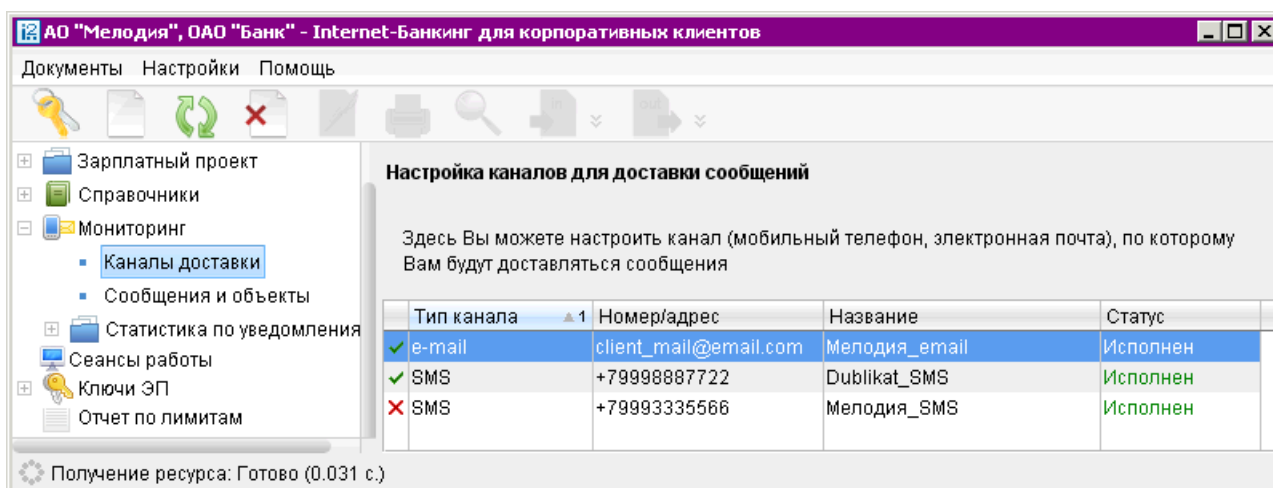 АО "Мелодия", ОАО "Банк" - Internet-Банкинг для корпоративных клиентов
Документы Настройки Помощь
in out
Зарплатный проект
Справочники
Мониторинг
Каналы доставки
Сообщения и объекты
Статистика по уведомления
Сеансы работы
Ключи ЭП
Отчет по лимитам
Настройка каналов для доставки сообщений
Здесь Вы можете настроить канал (мобильный телефон, электронная почта), по которому
Вам будут доставляться сообщения
Тип канала 1 Номер/адрес Название Статус
e-mail client_mail@email.com Мелодия_email Исполнен
SMS +79998887722 Dublikat_SMS Исполнен
SMS +79993335566 Мелодия_SMS Исполнен
Получение ресурса: Готово (0.031 с.)